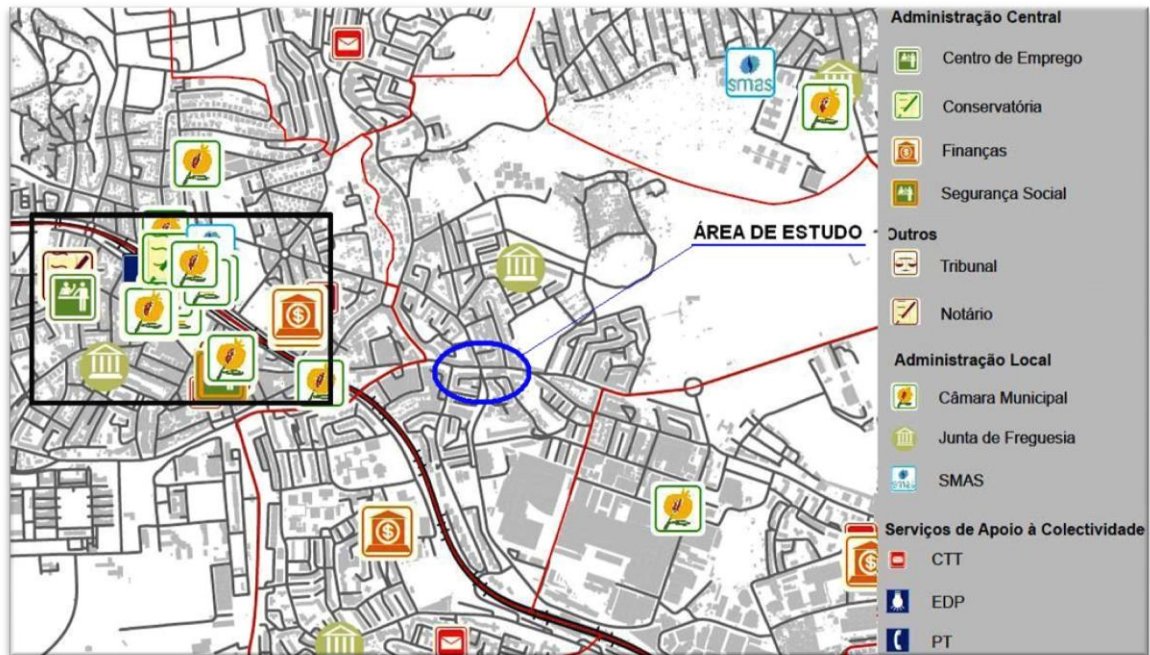 ÁREA DE ESTUDO
smas
Administração Central
Centro de Emprego
Conservatória
Finanças
Segurança Social
Outros
Tribunal
Notário
Administração Local
Câmara Municipal
Junta de Freguesia
smas
SMAS
Serviços de Apoio à Colectividade
CTT
EDP
PT